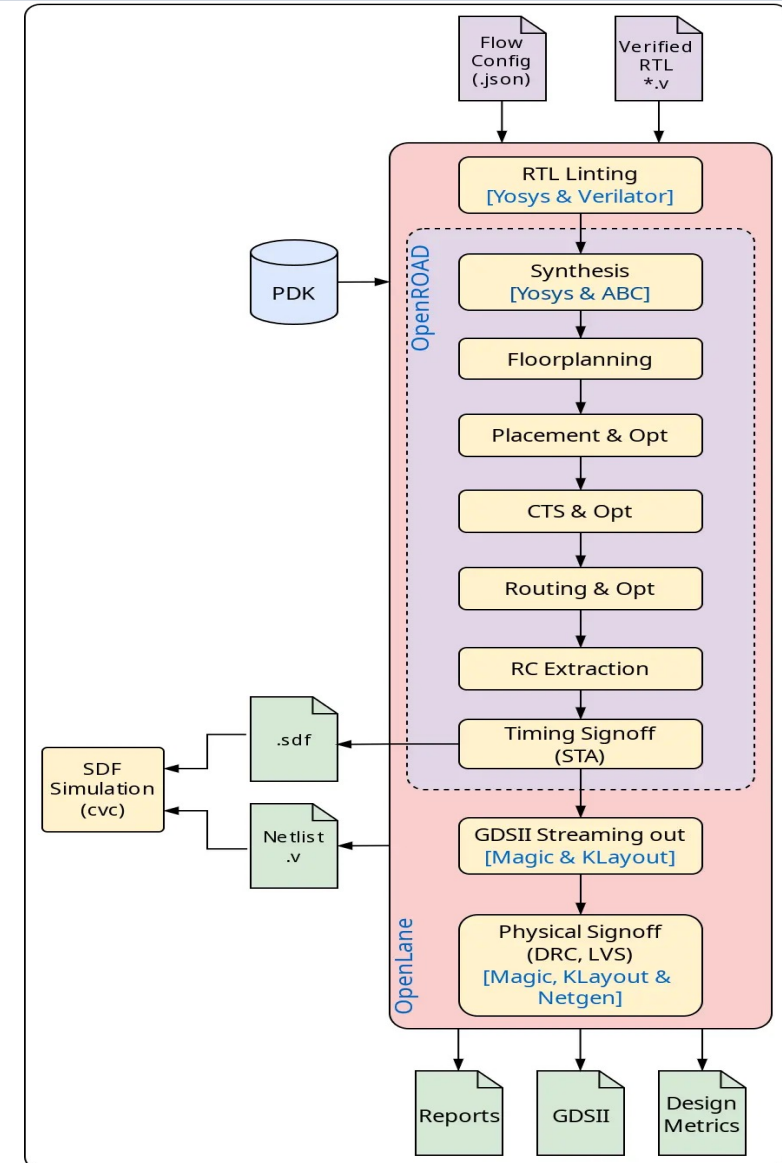 Flow
Config
(.json)
Verified
RTL
*.v
RTL Linting
[Yosys & Verilator]
OpenROAD
PDK
Synthesis
[Yosys & ABC]
Floorplanning
Placement & Opt
CTS & Opt
Routing & Opt
RC Extraction
Timing Signoff
(STA)
.sdf
SDF
Simulation
(cvc)
Netlist
.v
GDSII Streaming out
[Magic & KLayout]
OpenLane
Physical Signoff
(DRC, LVS)
[Magic, KLayout &
Netgen]
Reports
GDSII
Design
Metrics